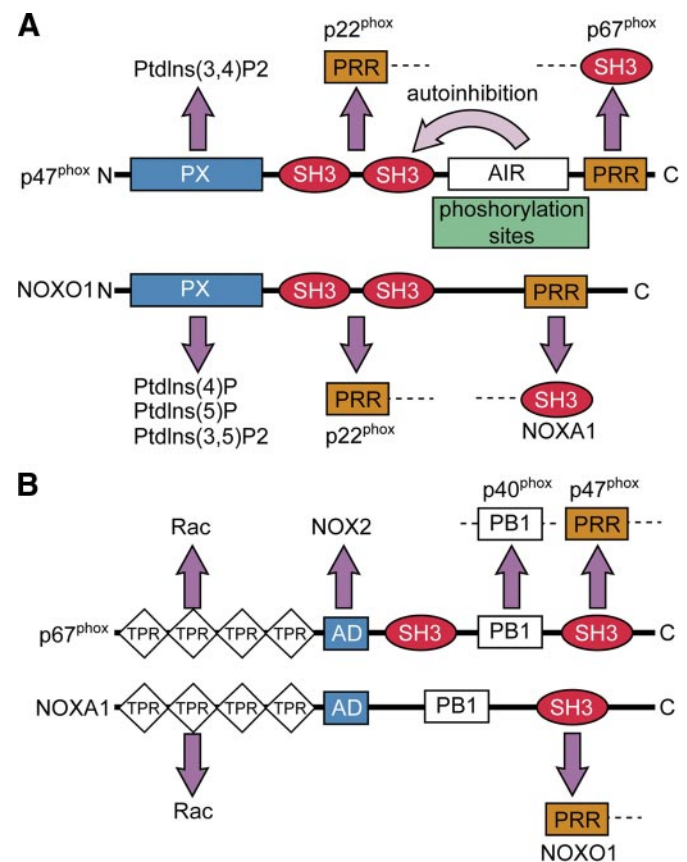 A
p22phox
p67phox
PtdIns(3,4)P2
PRR
SH3
autoinhibition
p47phox N PX SH3 SH3 AIR PRR C
phoshorylation
sites
NOXO1 N PX SH3 SH3 PRR C
PtdIns(4)P
PtdIns(5)P
PtdIns(3,5)P2
PRR
p22phox
SH3
NOXA1
B
p40phox p47phox
Rac NOX2 PB1 PRR
p67phox TPR TPR TPR TPR AD SH3 PB1 SH3 C
NOXA1 TPR TPR TPR TPR AD PB1 SH3 C
Rac
PRR
NOXO1